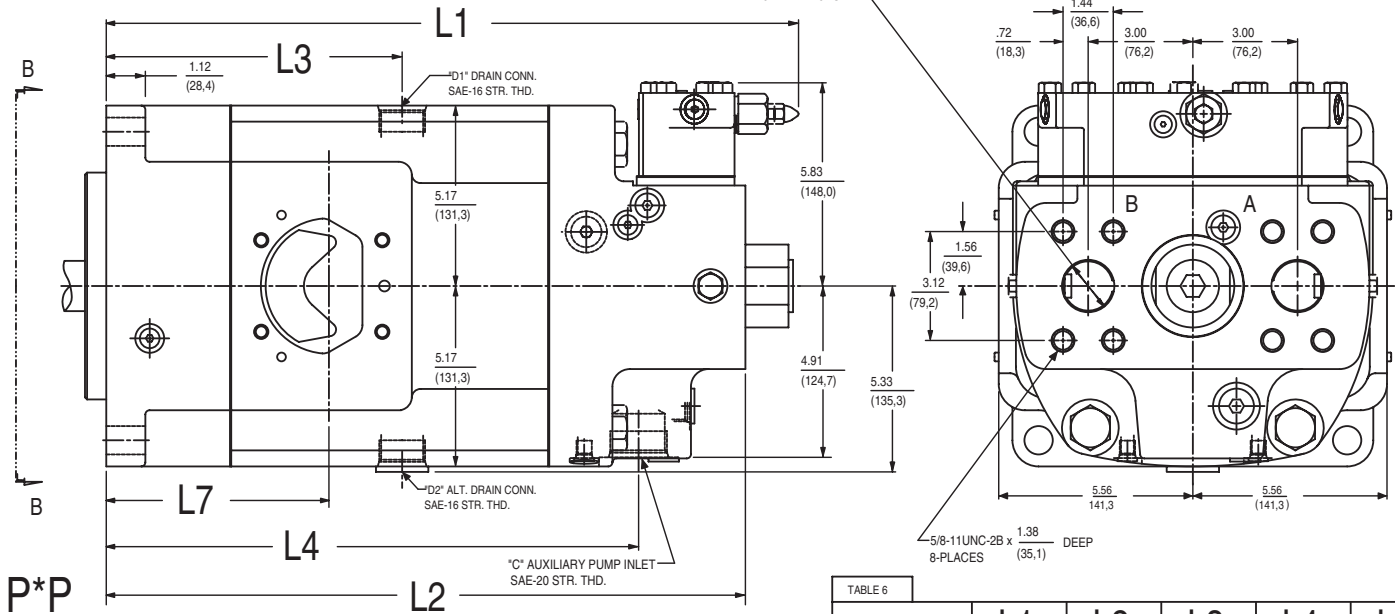 L1
L3
B
1.12
(28,4)
"D1" DRAIN CONN.
SAE-16 STR. THD.
5.17
(131,3)
5.83
(148,0)
5.17
(131,3)
4.91
(124,7)
5.33
(135,3)
B
L7
"D2" ALT. DRAIN CONN.
SAE-16 STR. THD.
L4
"C" AUXILIARY PUMP INLET
SAE-20 STR. THD.
L2
P*P
1.44
(36,6)
.72
(18,3)
3.00
(76,2)
3.00
(76,2)
B
A
1.56
(39,6)
3.12
(79,2)
5.56
141,3
5.56
(141,3)
5/8-11UNC-2B x 1.38 DEEP
8-PLACES (35,1)
TABLE 6